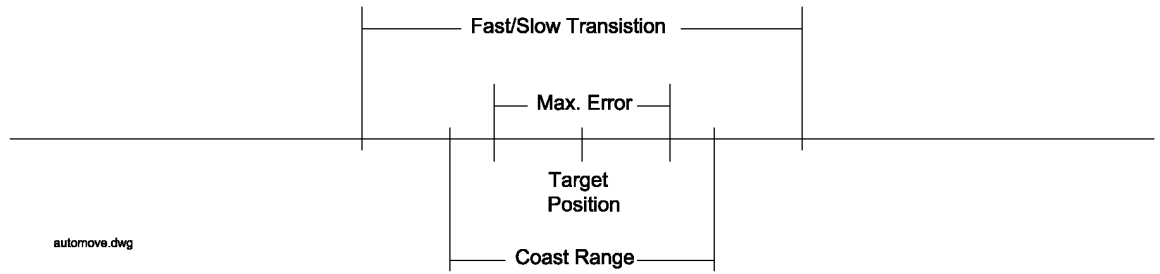 Fast/Slow Transistion
Max. Error
Target
Position
automove.dwg
Coast Range